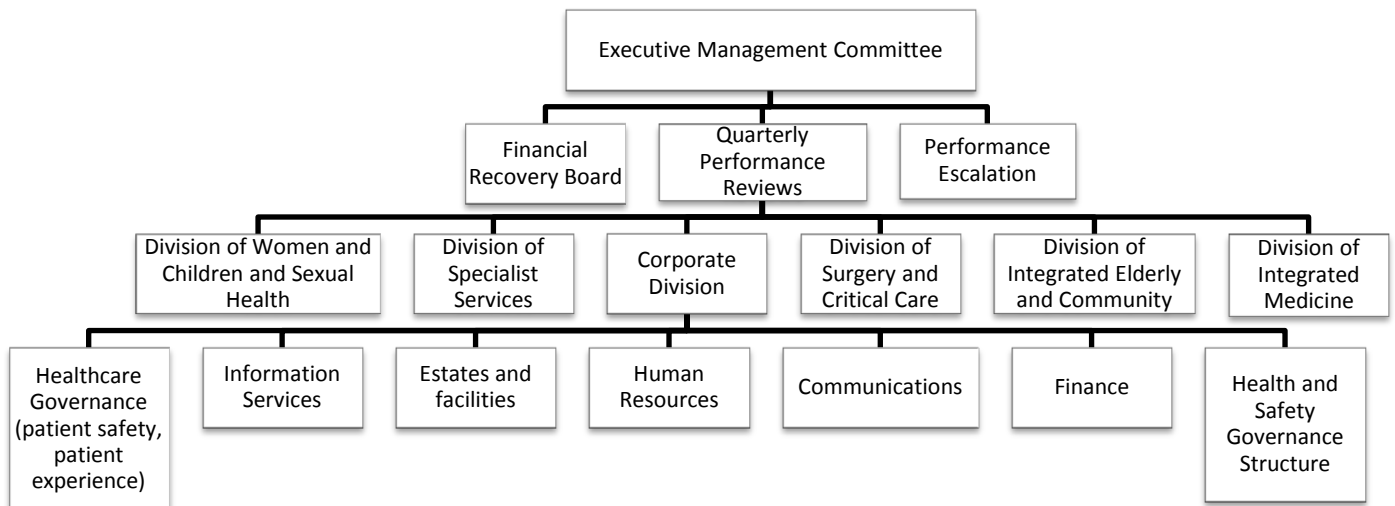 Executive Management Committee
Financial
Recovery Board
Quarterly
Performance
Reviews
Performance
Escalation
Division of Women and
Children and Sexual
Health
Division of
Specialist
Services
Corporate
Division
Division of
Surgery and
Critical Care
Division of
Integrated Elderly
and Community
Division of
Integrated
Medicine
Healthcare
Governance
(patient safety,
patient
experience)
Information
Services
Estates and
facilities
Human
Resources
Communications
Finance
Health and
Safety
Governance
Structure